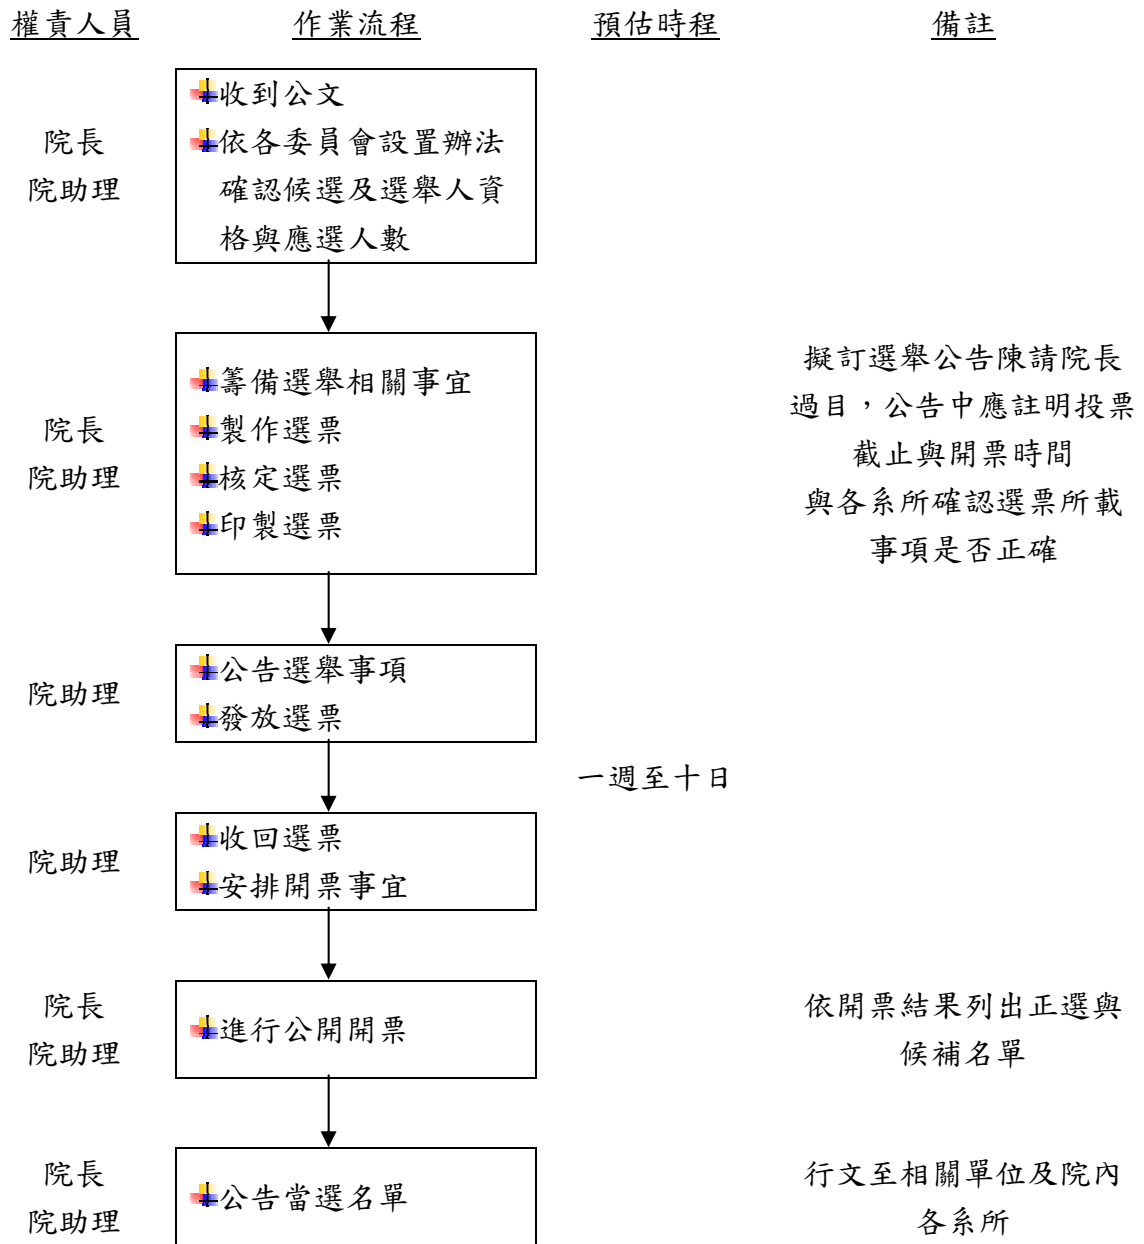 權責人員 作業流程 預估時程 備註
收到公文
院長
院助理
依各委員會設置辦法
確認候選及選舉人資
格與應選人數
院長
院助理
籌備選舉相關事宜
製作選票
核定選票
印製選票
擬訂選舉公告陳請院長
過目，公告中應註明投票
截止與開票時間
與各系所確認選票所載
事項是否正確
院助理
公告選舉事項
發放選票
一週至十日
院助理
收回選票
安排開票事宜
院長
院助理
進行公開開票
依開票結果列出正選與
候補名單
院長
院助理
公告當選名單
行文至相關單位及院內
各系所